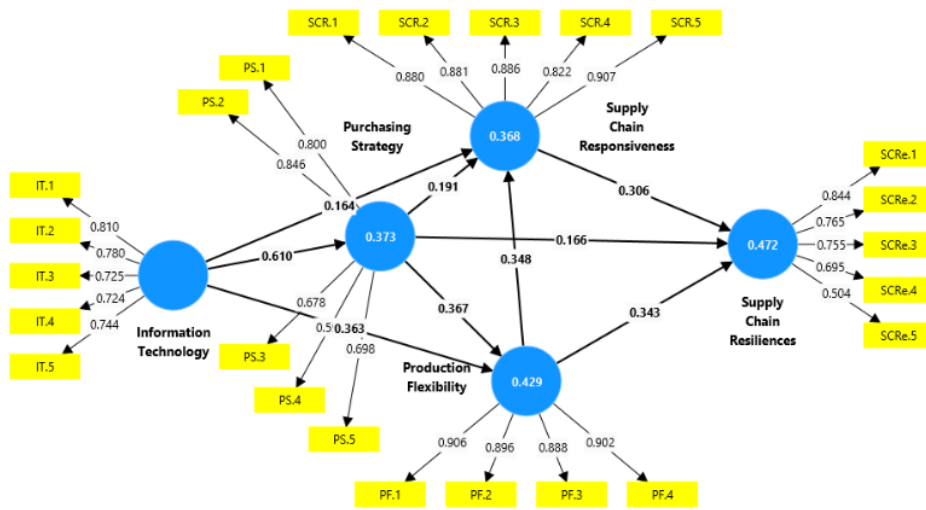 SCR.1
SCR.2
SCR.3
SCR.4
SCR.5
0.880
0.881
0.886
0.822
0.907
PS.1
PS.2
0.800
0.846
Purchasing
Strategy
0.368
Supply
Chain
Responsiveness
IT.1
IT.2
IT.3
IT.4
IT.5
0.810
0.780
0.725
0.724
0.744
Information
Technology
0.164
0.191
0.610
0.373
0.166
0.306
0.348
0.367
0.363
0.343
0.678
0.698
PS.3
PS.4
PS.5
Production
Flexibility
0.429
0.906
0.896
0.888
0.902
PF.1
PF.2
PF.3
PF.4
0.472
Supply
Chain
Resiliences
0.844
0.765
0.755
0.695
0.504
SCRe.1
SCRe.2
SCRe.3
SCRe.4
SCRe.5